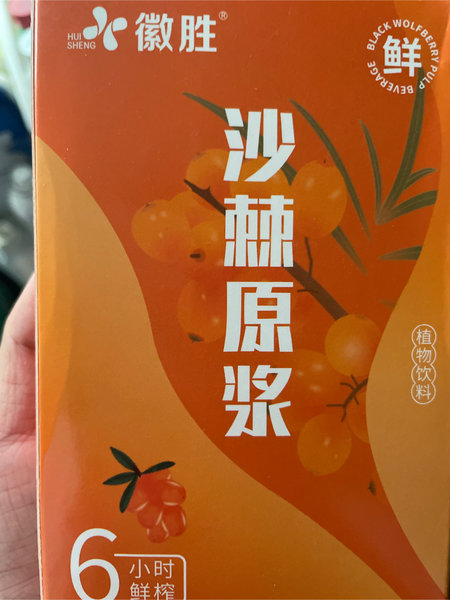 HUI
SHENG
徽胜®
BLACK WOLFBERRY PULP
BEVERAGE
鲜
沙棘原浆
植物饮料
6
小时
鲜榨